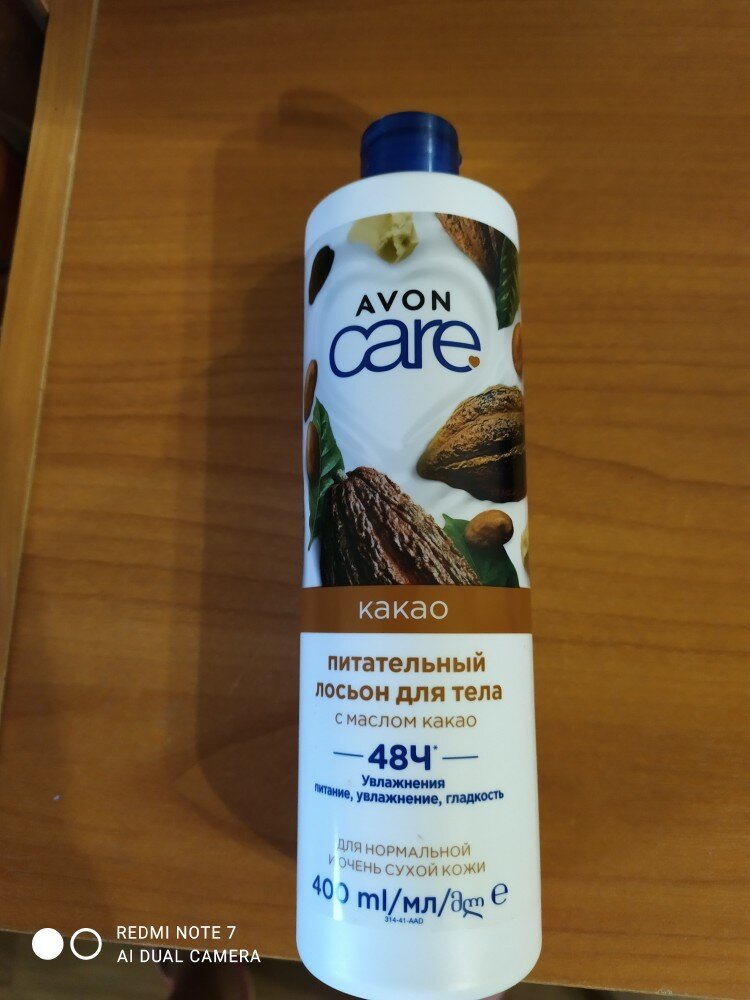 AVON
care
какао
питательный
лосьон для тела
с маслом какао
48Ч*
Увлажнения
питание, увлажнение, гладкость
ДЛЯ НОРМАЛЬНОЙ
И ОЧЕНЬ СУХОЙ КОЖИ
400 ml/мл/მლ e
314-41-AAD
REDMI NOTE 7
AI DUAL CAMERA